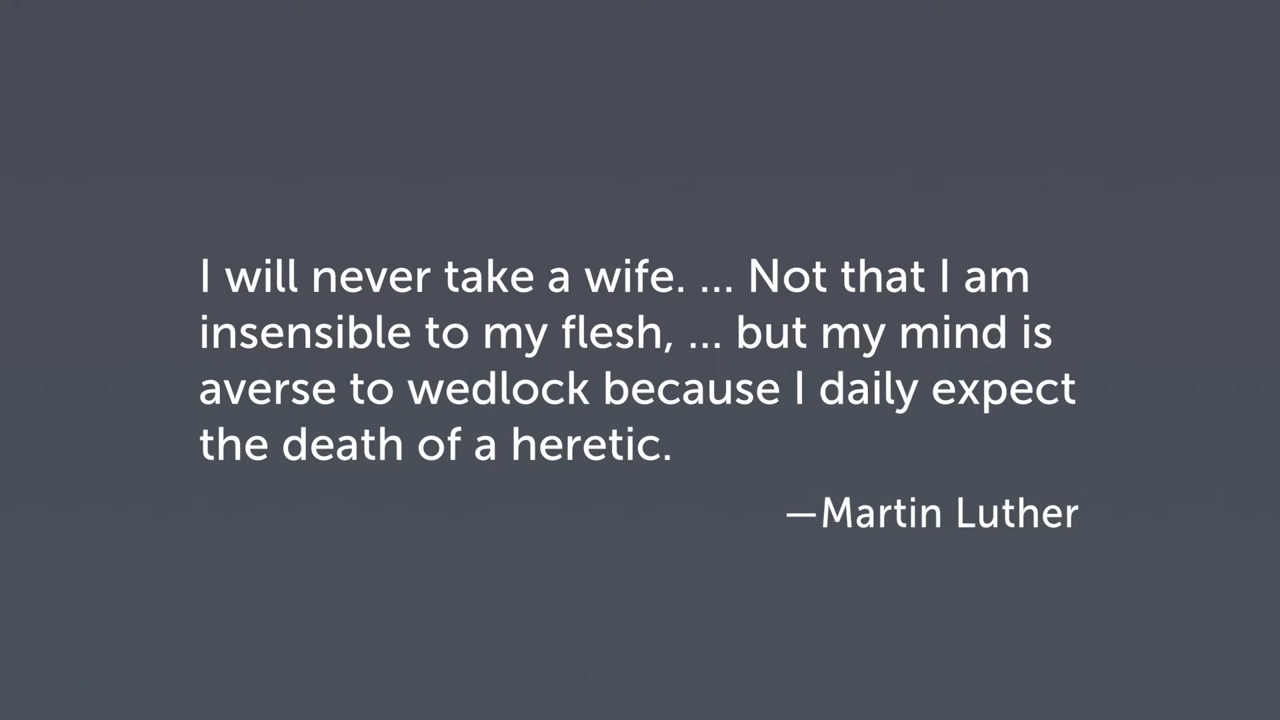 I will never take a wife. ... Not that I am
insensible to my flesh, ... but my mind is
averse to wedlock because I daily expect
the death of a heretic.
—Martin Luther